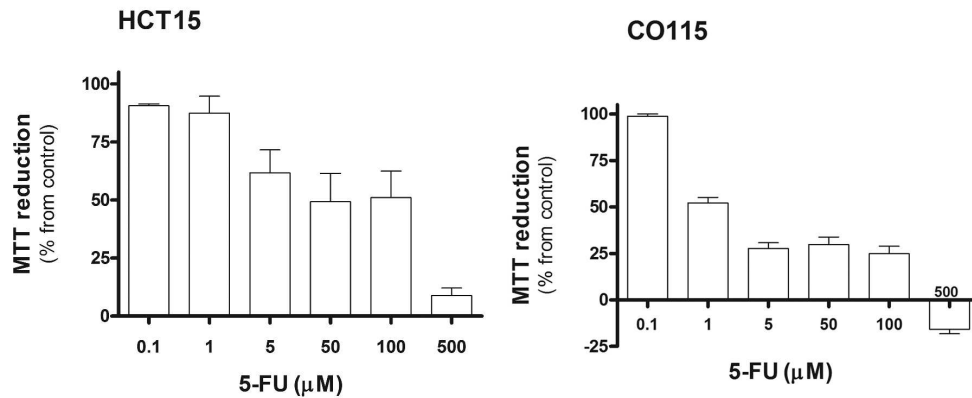 HCT15
MTT reduction
(% from control)
100
75
50
25
0
0.1 1 5 50 100 500
5-FU (μM)
CO115
MTT reduction
(% from control)
100
75
50
25
0
-25
500
0.1 1 5 50 100
5-FU (μM)